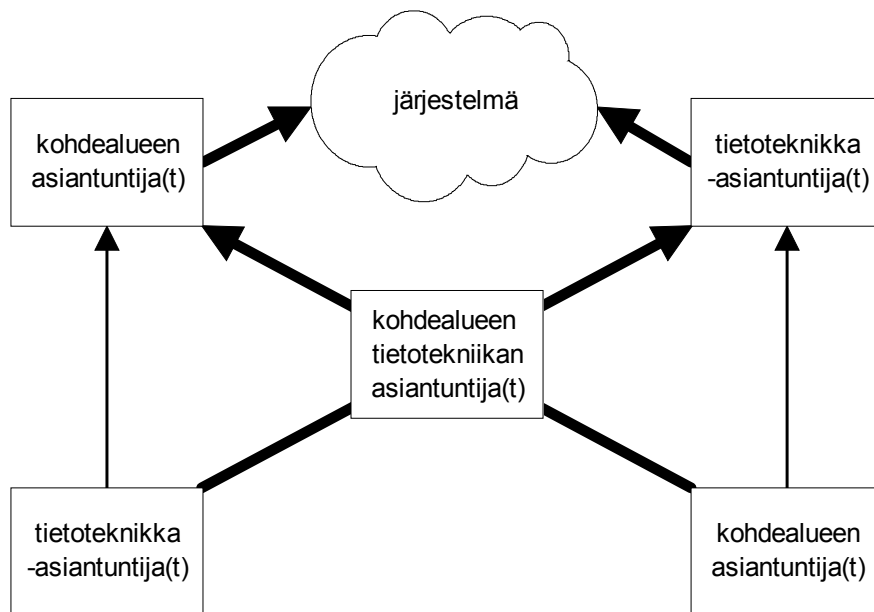 järjestelmä
kohdealueen
asiantuntija(t)
tietoteknikka
-asiantuntija(t)
kohdealueen
tietotekniikan
asiantuntija(t)
tietoteknikka
-asiantuntija(t)
kohdealueen
asiantuntija(t)